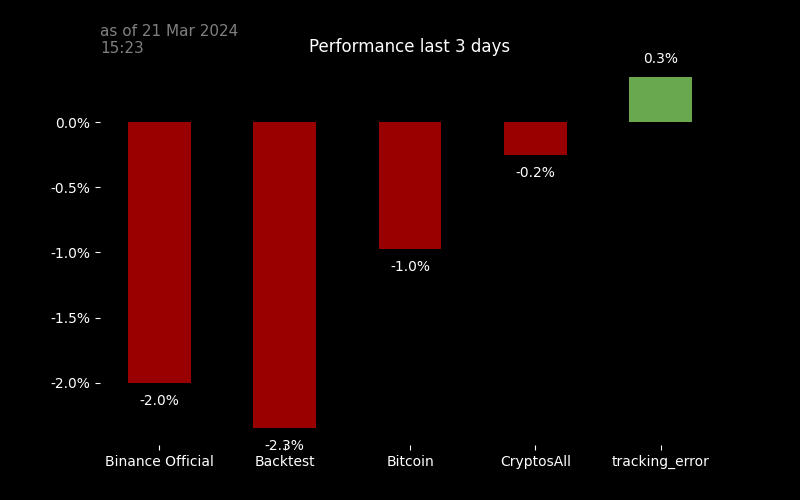 as of 21 Mar 2024
15:23
Performance last 3 days
0.3%
0.0%
-0.5%
-0.2%
-1.0%
-1.0%
-1.5%
-2.0%
-2.0%
-2.3%
Binance Official
Backtest
Bitcoin
CryptosAll
tracking_error